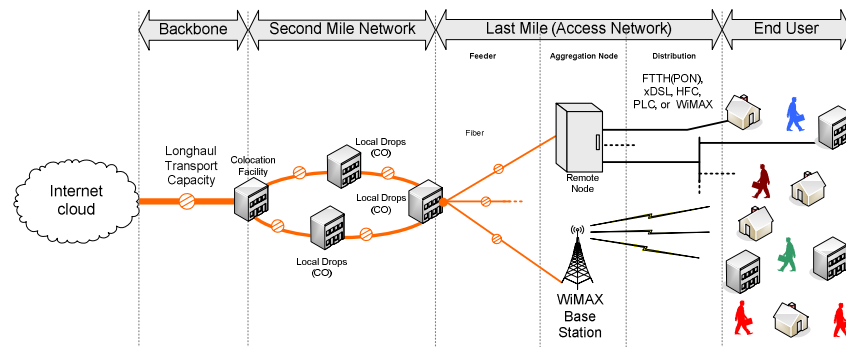 Backbone
Second Mile Network
Last Mile (Access Network)
End User
Feeder
Aggregation Node
Distribution
FTTH(PON),
xDSL, HFC,
PLC, or WiMAX
Fiber
Longhaul
Transport
Capacity
Colocation
Facility
Local Drops
(CO)
Local Drops
(CO)
Local Drops
(CO)
Internet
cloud
Remote
Node
WiMAX
Base
Station